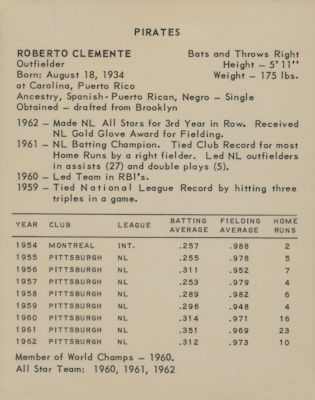 PIRATES
ROBERTO CLEMENTE Bats and Throws Right
Outfielder Height — 5' 11"
Born: August 18, 1934 Weight — 175 lbs.
at Carolina, Puerto Rico
Ancestry, Spanish-Puerto Rican, Negro — Single
Obtained — drafted from Brooklyn
1962 — Made NL All Stars for 3rd Year in Row. Received
NL Gold Glove Award for Fielding.
1961 — NL Batting Champion. Tied Club Record for most
Home Runs by a right fielder. Led NL outfielders
in assists (27) and double plays (5).
1960 — Led Team in RBI's.
1959 — Tied National League Record by hitting three
triples in a game.
YEAR CLUB LEAGUE BATTING AVERAGE FIELDING AVERAGE HOME RUNS
1954 MONTREAL INT. .257 .988 2
1955 PITTSBURGH NL .255 .978 5
1956 PITTSBURGH NL .311 .952 7
1957 PITTSBURGH NL .253 .979 4
1958 PITTSBURGH NL .289 .982 6
1959 PITTSBURGH NL .296 .948 4
1960 PITTSBURGH NL .314 .971 16
1961 PITTSBURGH NL .351 .969 23
1962 PITTSBURGH NL .312 .973 10
Member of World Champs — 1960.
All Star Team: 1960, 1961, 1962